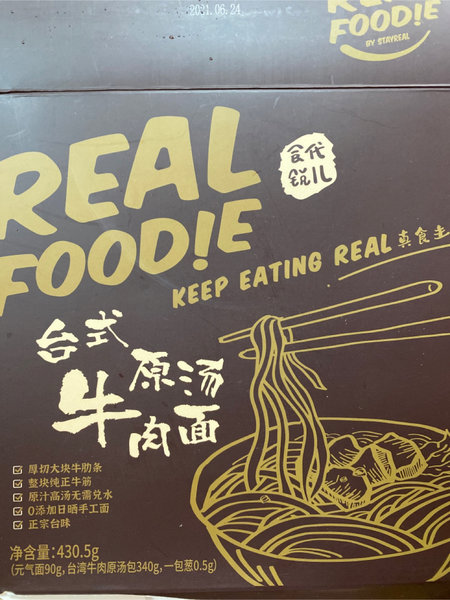 2021.06.24
REAL
FOOD!E
BY STAYREAL
REAL
FOOD!E
食代
锐儿
KEEP EATING REAL 真食主
台式
牛肉原汤面
厚切大块牛肋条
整块纯正牛筋
原汁高汤无需兑水
0添加日晒手工面
正宗台味
净含量:430.5g
(元气面90g,台湾牛肉原汤包340g,一包葱0.5g)